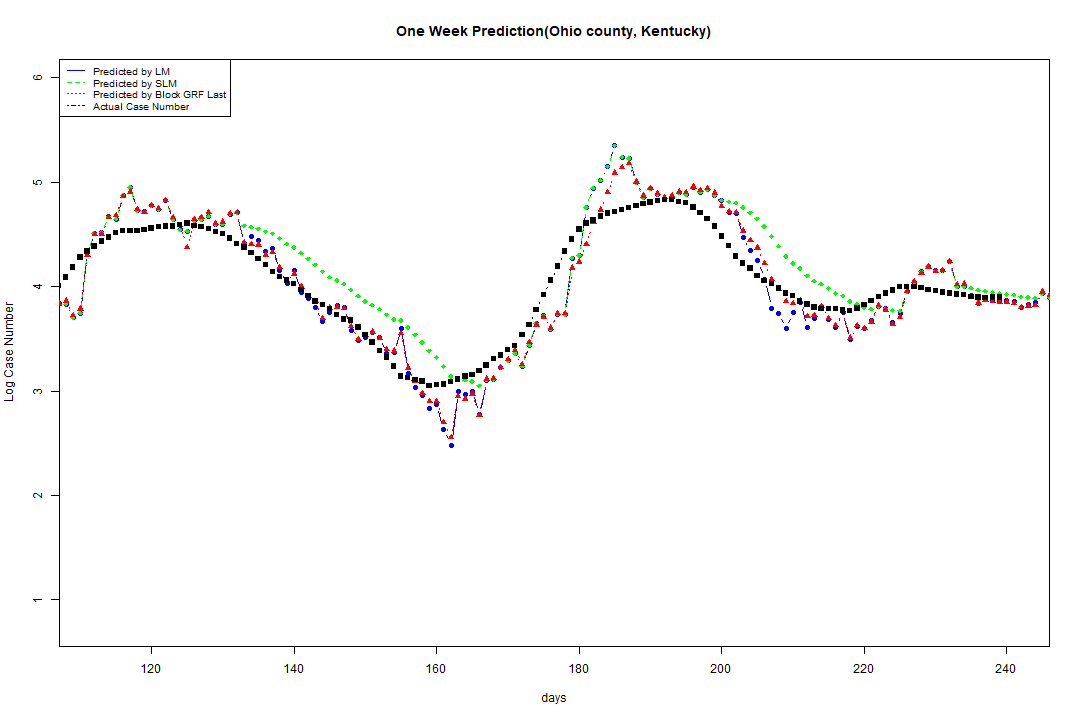 One Week Prediction(Ohio county, Kentucky)
Predicted by LM
Predicted by SLM
Predicted by Block GRF Last
Actual Case Number
6
5
4
3
2
1
Log Case Number
120 140 160 180 200 220 240
days